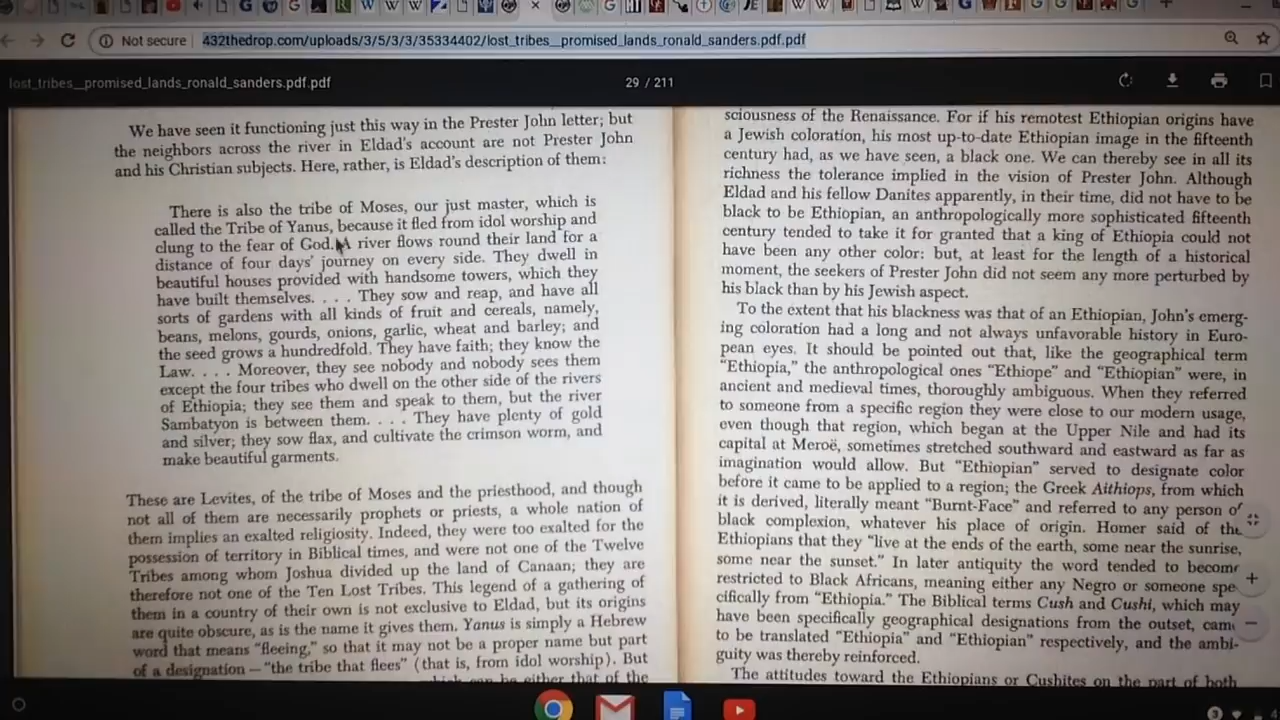 Not secure
432thedrop.com/uploads/3/5/3/3/35334402/lost_tribes__promised_lands_ronald_sanders.pdf.pdf
lost_tribes__promised_lands_ronald_sanders.pdf.pdf
29 / 211
We have seen it functioning just this way in the Prester John letter; but
the neighbors across the river in Eldad's account are not Prester John
and his Christian subjects. Here, rather, is Eldad's description of them:
There is also the tribe of Moses, our just master, which is
called the Tribe of Yanus, because it fled from idol worship and
clung to the fear of God. A river flows round their land for a
distance of four days' journey on every side. They dwell in
beautiful houses provided with handsome towers, which they
have built themselves. . . . They sow and reap, and have all
sorts of gardens with all kinds of fruit and cereals, namely,
beans, melons, gourds, onions, garlic, wheat and barley; and
the seed grows a hundredfold. They have faith; they know the
Law. . . . Moreover, they see nobody and nobody sees them
except the four tribes who dwell on the other side of the rivers
of Ethiopia; they see them and speak to them, but the river
Sambatyon is between them. . . . They have plenty of gold
and silver; they sow flax, and cultivate the crimson worm, and
make beautiful garments.
These are Levites, of the tribe of Moses and the priesthood, and though
not all of them are necessarily prophets or priests, a whole nation of
them implies an exalted religiosity. Indeed, they were too exalted for the
possession of territory in Biblical times, and were not one of the Twelve
Tribes among whom Joshua divided up the land of Canaan; they are
therefore not one of the Ten Lost Tribes. This legend of a gathering of
them in a country of their own is not exclusive to Eldad, but its origins
are quite obscure, as is the name it gives them. Yanus is simply a Hebrew
word that means "fleeing," so that it may not be a proper name but part
of a designation — "the tribe that flees" (that is, from idol worship). But
can be either that of the
sciousness of the Renaissance. For if his remotest Ethiopian origins have
a Jewish coloration, his most up-to-date Ethiopian image in the fifteenth
century had, as we have seen, a black one. We can thereby see in all its
richness the tolerance implied in the vision of Prester John. Although
Eldad and his fellow Danites apparently, in their time, did not have to be
black to be Ethiopian, an anthropologically more sophisticated fifteenth
century tended to take it for granted that a king of Ethiopia could not
have been any other color: but, at least for the length of a historical
moment, the seekers of Prester John did not seem any more perturbed by
his black than by his Jewish aspect.
To the extent that his blackness was that of an Ethiopian, John's emerg-
ing coloration had a long and not always unfavorable history in Euro-
pean eyes. It should be pointed out that, like the geographical term
"Ethiopia," the anthropological ones "Ethiope" and "Ethiopian" were, in
ancient and medieval times, thoroughly ambiguous. When they referred
to someone from a specific region they were close to our modern usage,
even though that region, which began at the Upper Nile and had its
capital at Meroë, sometimes stretched southward and eastward as far as
imagination would allow. But "Ethiopian" served to designate color
before it came to be applied to a region; the Greek Aithiops, from which
it is derived, literally meant "Burnt-Face" and referred to any person of
black complexion, whatever his place of origin. Homer said of the
Ethiopians that they "live at the ends of the earth, some near the sunrise,
some near the sunset." In later antiquity the word tended to become
restricted to Black Africans, meaning either any Negro or someone spe
cifically from "Ethiopia." The Biblical terms Cush and Cushi, which may
have been specifically geographical designations from the outset, came
to be translated "Ethiopia" and "Ethiopian" respectively, and the ambi-
guity was thereby reinforced.
The attitudes toward the Ethiopians or Cushites on the part of both